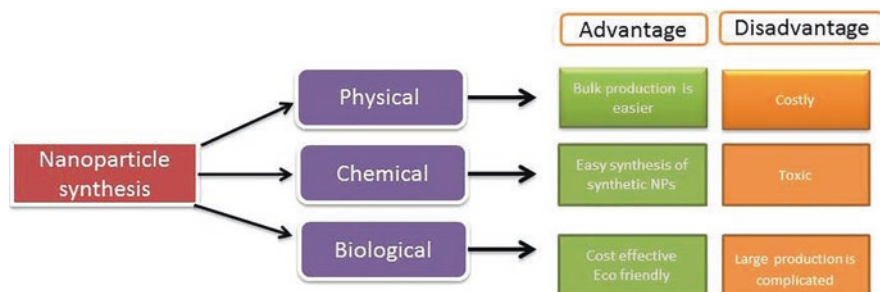 Advantage
Disadvantage
Physical
Bulk production is
easier
Costly
Nanoparticle
synthesis
Chemical
Easy synthesis of
synthetic NPs
Toxic
Biological
Cost effective
Eco friendly
Large production is
complicated